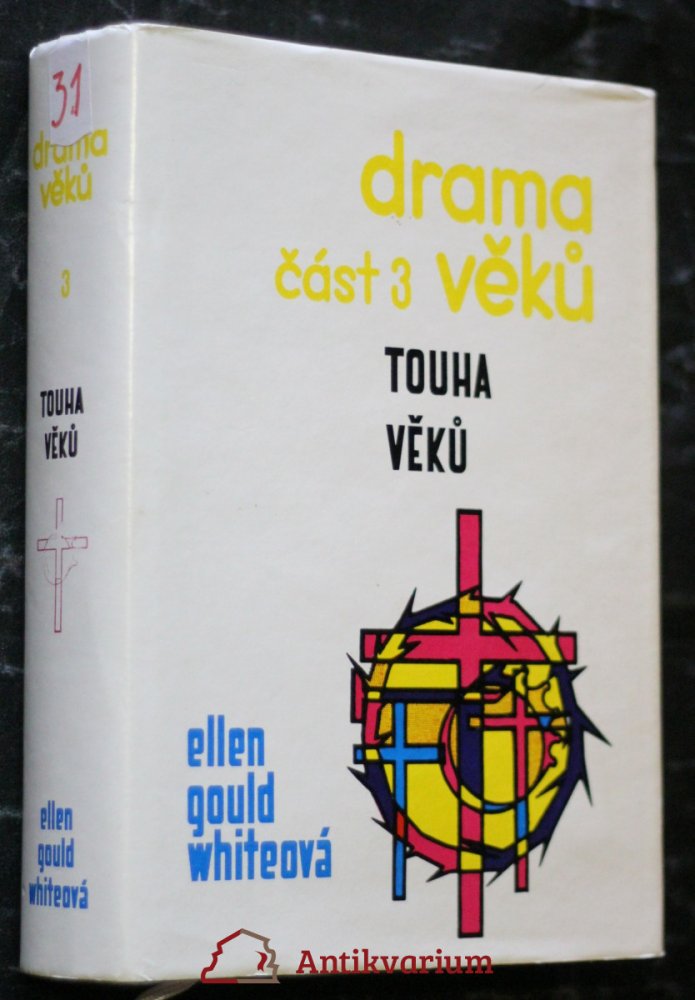 31
drama
věků
3
TOUHA
VĚKŮ
ellen
gould
whiteová
drama
část 3 věků
TOUHA
VĚKŮ
ellen
gould
whiteová
Antikvarium